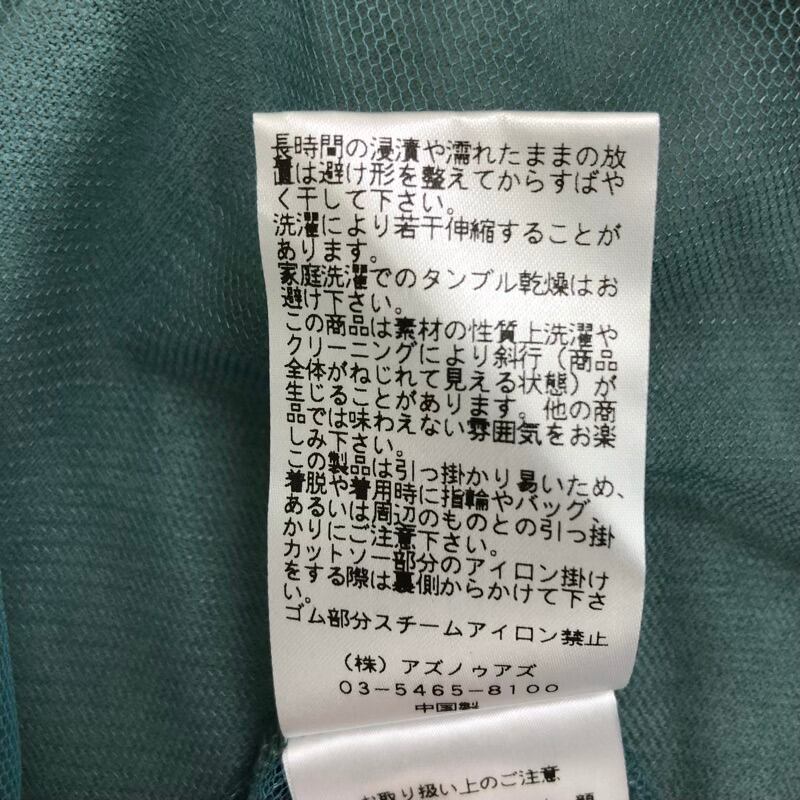 長時間の浸漬や濡れたままの放
置は避け形を整えてからすばや
く干して下さい。
洗濯により若干伸縮することが
あります。
家庭洗濯でのタンブル乾燥はお
避け下さい。
この商品は素材の性質上洗濯や
クリーニングにより斜行（商品
全体がねじれて見える状態）が
生じることがあります。他の商
品では味わえない雰囲気をお楽
しみ下さい。
この製品は引っ掛かり易いため、
着脱や着用時に指輪やバッグ、
あるいは周辺のものとの引っ掛
かりにご注意下さい。
カットソー部分のアイロン掛け
をする際は裏側からかけて下さ
い。
ゴム部分スチームアイロン禁止
（株）アズノゥアズ
03-5465-8100
中国製
お取り扱い上のご注意